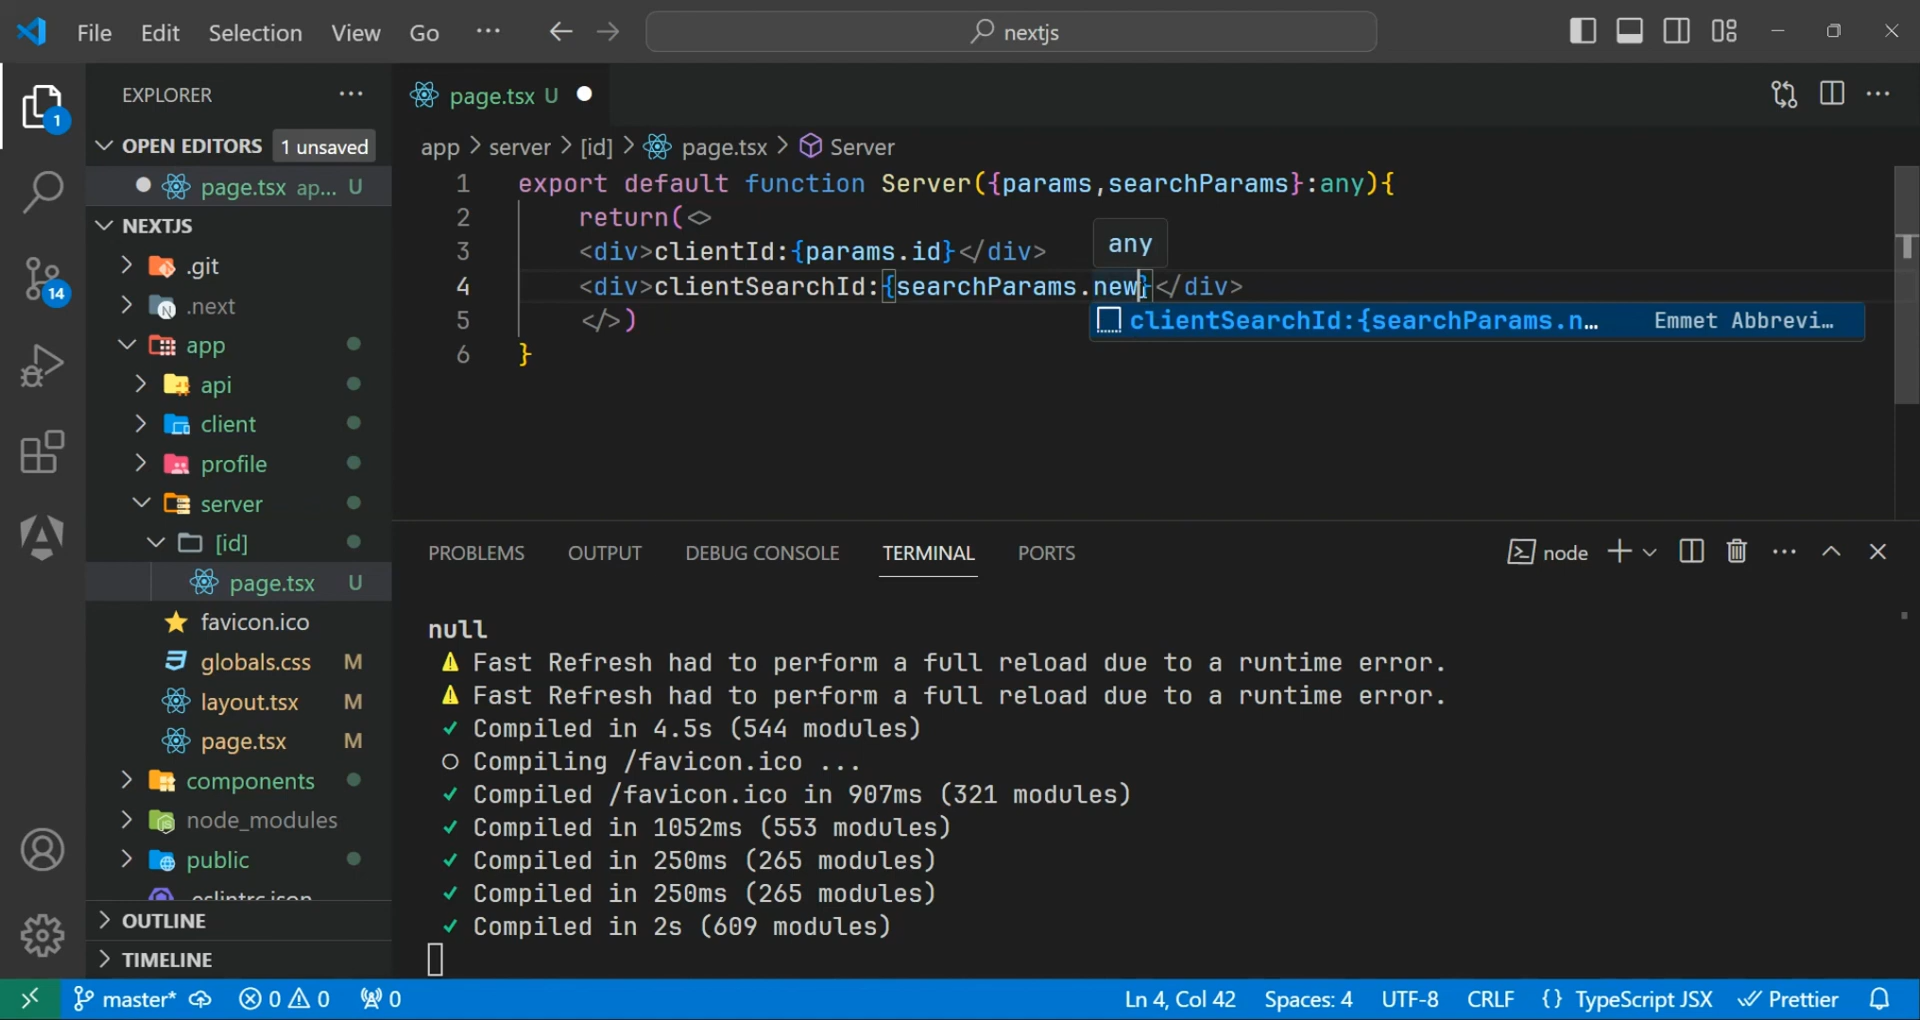 File Edit Selection View Go ··· nextjs
EXPLORER ···
page.tsx U
OPEN EDITORS 1 unsaved
page.tsx ap... U
NEXTJS
.git
.next
app
api
client
profile
server
[id]
page.tsx U
favicon.ico
globals.css M
layout.tsx M
page.tsx M
components
node_modules
public
.eslintrc.json
OUTLINE
TIMELINE
1
14
app > server > [id] > page.tsx > Server
1 export default function Server({params,searchParams}:any){
2 return(<>
3 <div>clientId:{params.id}</div>
4 <div>clientSearchId:{searchParams.new}</div>
5 </>)
6 }
any
clientSearchId:{searchParams.n… Emmet Abbrevi…
PROBLEMS OUTPUT DEBUG CONSOLE TERMINAL PORTS node
null
⚠ Fast Refresh had to perform a full reload due to a runtime error.
⚠ Fast Refresh had to perform a full reload due to a runtime error.
✓ Compiled in 4.5s (544 modules)
○ Compiling /favicon.ico ...
✓ Compiled /favicon.ico in 907ms (321 modules)
✓ Compiled in 1052ms (553 modules)
✓ Compiled in 250ms (265 modules)
✓ Compiled in 250ms (265 modules)
✓ Compiled in 2s (609 modules)
master* 0 0 0 Ln 4, Col 42 Spaces: 4 UTF-8 CRLF {} TypeScript JSX Prettier